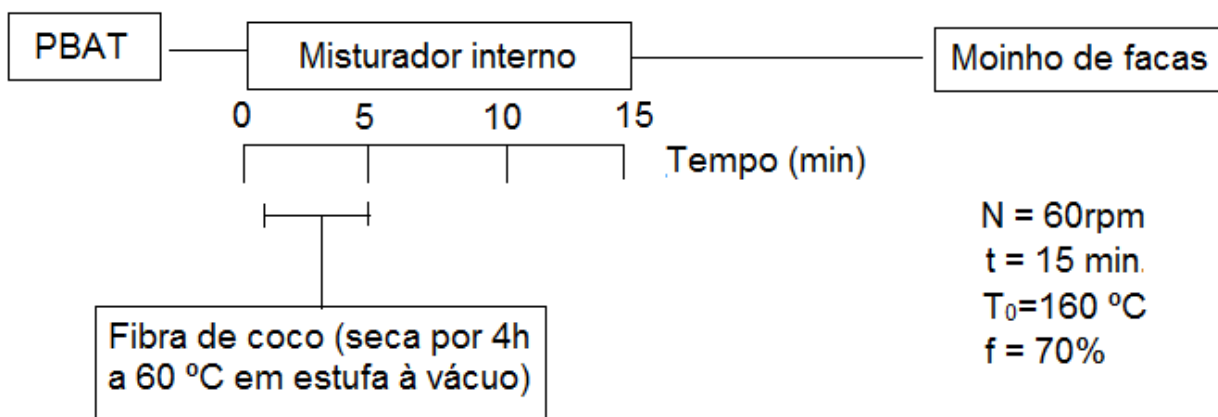 PBAT
Misturador interno
Moinho de facas
0 5 10 15
Tempo (min)
N = 60rpm
t = 15 min.
T₀=160 ºC
f = 70%
Fibra de coco (seca por 4h
a 60 ºC em estufa à vácuo)